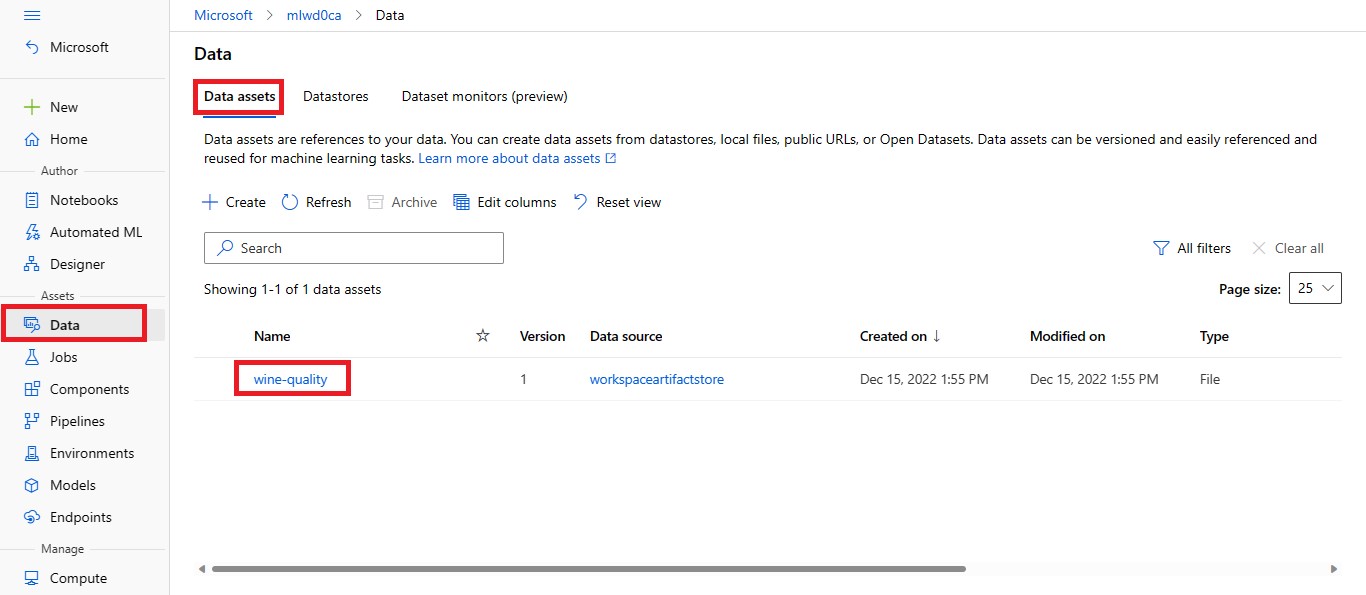 Microsoft > mlwd0ca > Data
Microsoft
New
Home
Author
Notebooks
Automated ML
Designer
Assets
Data
Jobs
Components
Pipelines
Environments
Models
Endpoints
Manage
Compute
Data
Data assets Datastores Dataset monitors (preview)
Data assets are references to your data. You can create data assets from datastores, local files, public URLs, or Open Datasets. Data assets can be versioned and easily referenced and
reused for machine learning tasks. Learn more about data assets
Create Refresh Archive Edit columns Reset view
Search
All filters Clear all
Showing 1-1 of 1 data assets
Page size: 25
Name Version Data source Created on Modified on Type
wine-quality 1 workspaceartifactstore Dec 15, 2022 1:55 PM Dec 15, 2022 1:55 PM File